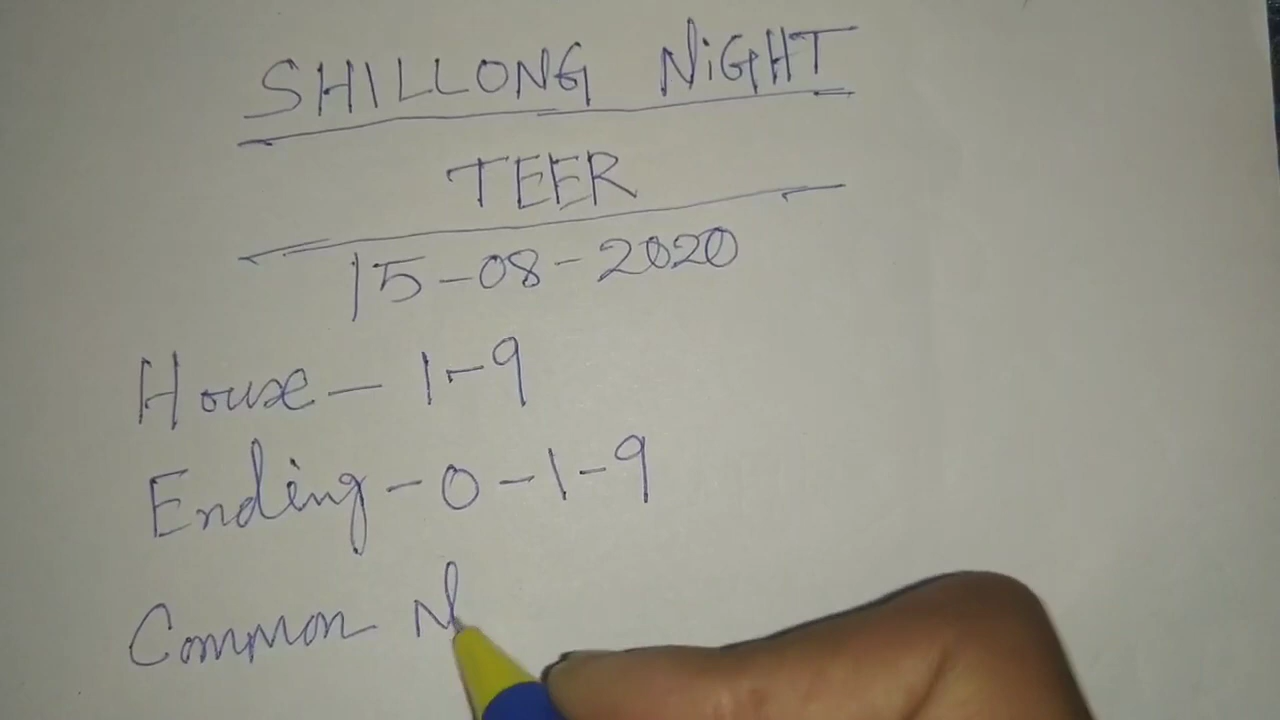 SHILLONG NiGHT
TEER
15-08-2020
House - 1-9
Ending - 0-1-9
Common N